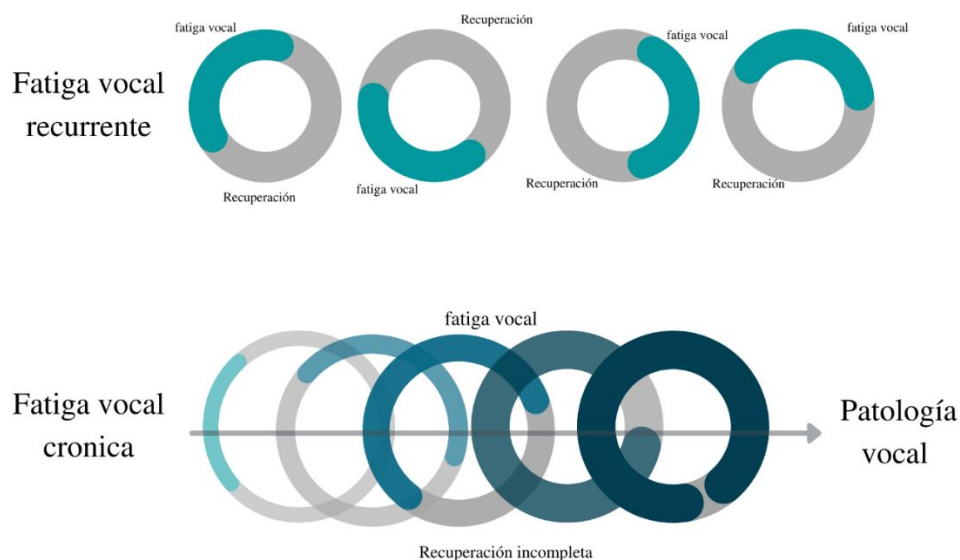 fatiga vocal
Recuperación
fatiga vocal
fatiga vocal
Fatiga vocal
recurrente
Recuperación
fatiga vocal
Recuperación
Recuperación
fatiga vocal
Fatiga vocal
cronica
Patología
vocal
Recuperación incompleta